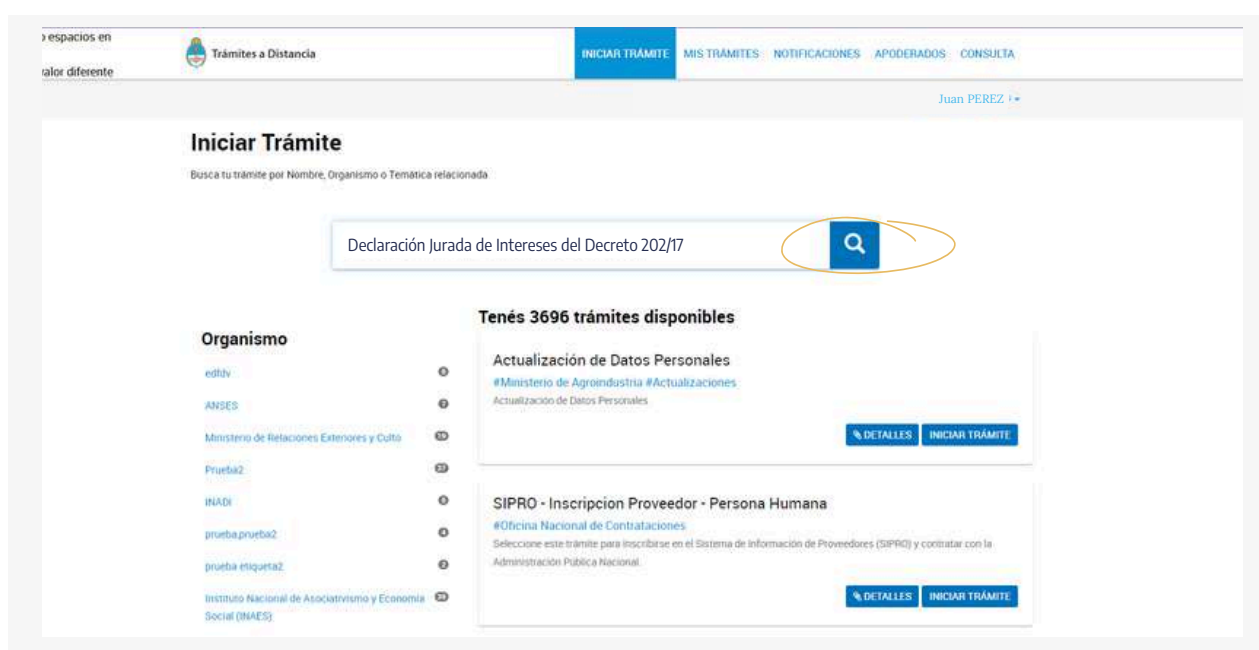 espacios en
valor diferente
Trámites a Distancia
INICIAR TRÁMITE MIS TRÁMITES NOTIFICACIONES APODERADOS CONSULTA
Juan PEREZ
Iniciar Trámite
Busca tu trámite por Nombre, Organismo o Temática relacionada
Declaración Jurada de Intereses del Decreto 202/17
Organismo
edfdv
ANSES
Ministerio de Relaciones Exteriores y Culto
Prueba2
INADI
prueba,prueba2
prueba etiqueta2
Instituto Nacional de Asociativismo y Economía
Social (INAES)
Tenés 3696 trámites disponibles
Actualización de Datos Personales
#Ministerio de Agroindustria #Actualizaciones
Actualización de Datos Personales
DETALLES INICIAR TRÁMITE
SIPRO - Inscripcion Proveedor - Persona Humana
#Oficina Nacional de Contrataciones
Seleccione este trámite para inscribirse en el Sistema de Información de Proveedores (SIPRO) y contratar con la
Administración Pública Nacional.
DETALLES INICIAR TRÁMITE